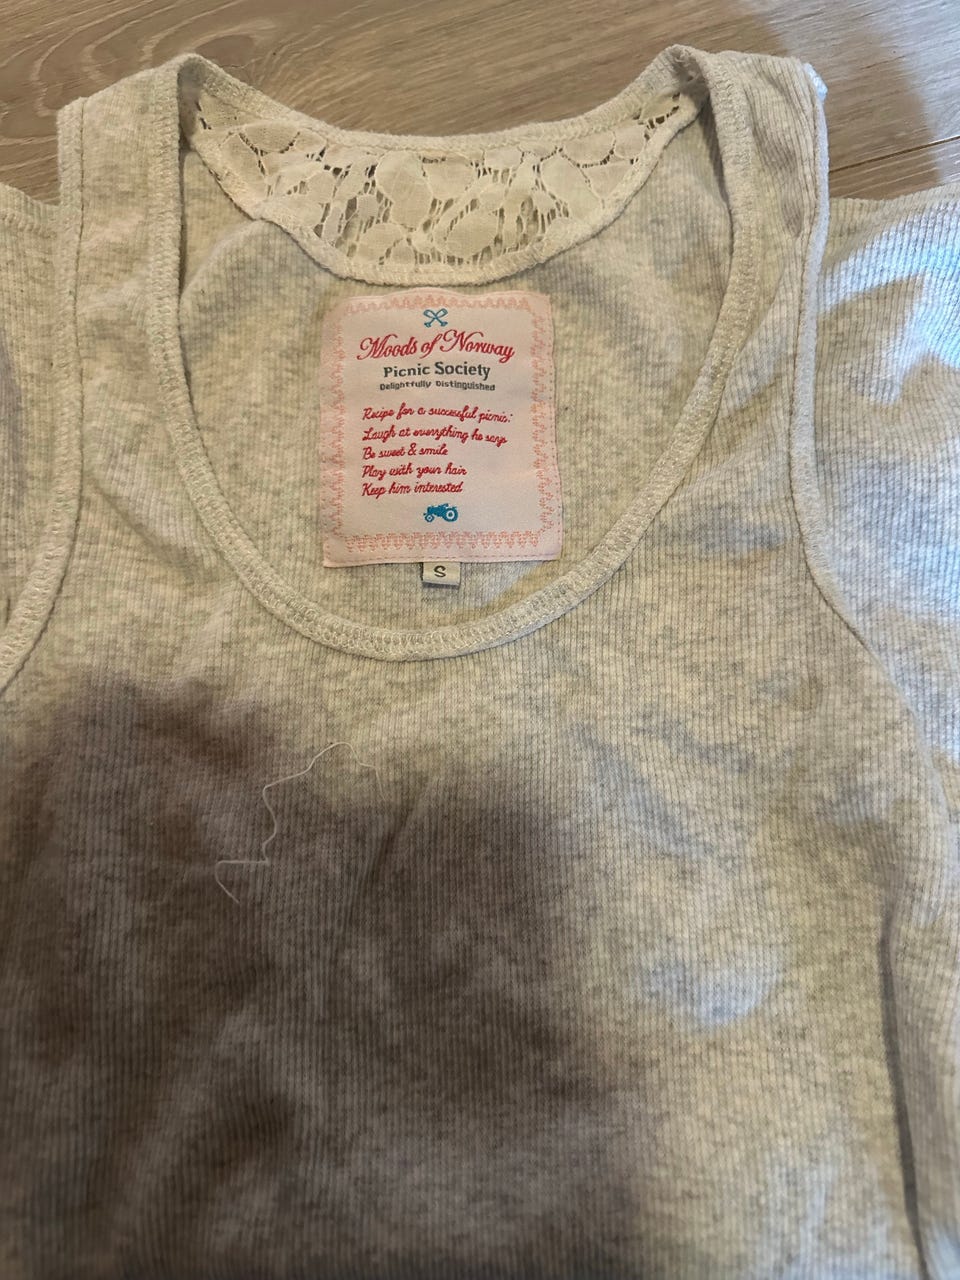 Moods of Norway
Picnic Society
Delightfully Distinguished
Recipe for a successful picnic:
Laugh at everything he says
Be sweet & smile
Play with your hair
Keep him interested
S